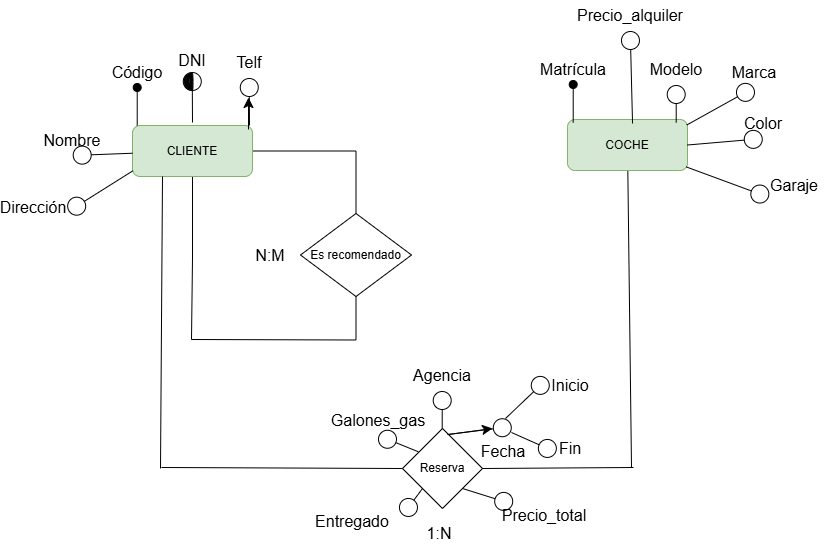 Precio_alquiler
DNI
Telf
Código
Matrícula
Modelo
Marca
Color
Nombre
CLIENTE
COCHE
Garaje
Dirección
N:M
Es recomendado
Agencia
Inicio
Galones_gas
Fecha
Fin
Reserva
Entregado
Precio_total
1:N